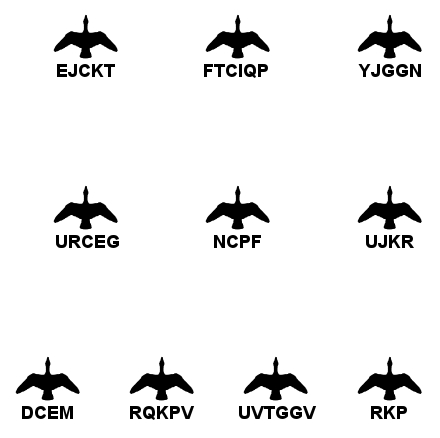 EJCKT FTCIQP YJGGN
URCEG NCPF UJKR
DCEM RQKPV UVTGGV RKP